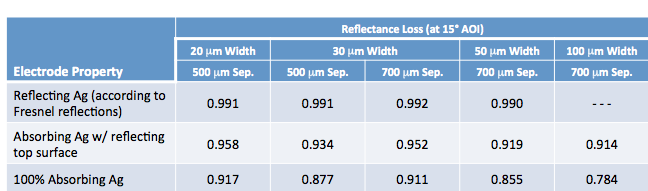 Reflectance Loss (at 15° AOI)
20 μm Width 30 μm Width 50 μm Width 100 μm Width
Electrode Property 500 μm Sep. 500 μm Sep. 700 μm Sep. 700 μm Sep. 700 μm Sep.
Reflecting Ag (according to
Fresnel reflections) 0.991 0.991 0.992 0.990 ---
Absorbing Ag w/ reflecting
top surface 0.958 0.934 0.952 0.919 0.914
100% Absorbing Ag 0.917 0.877 0.911 0.855 0.784